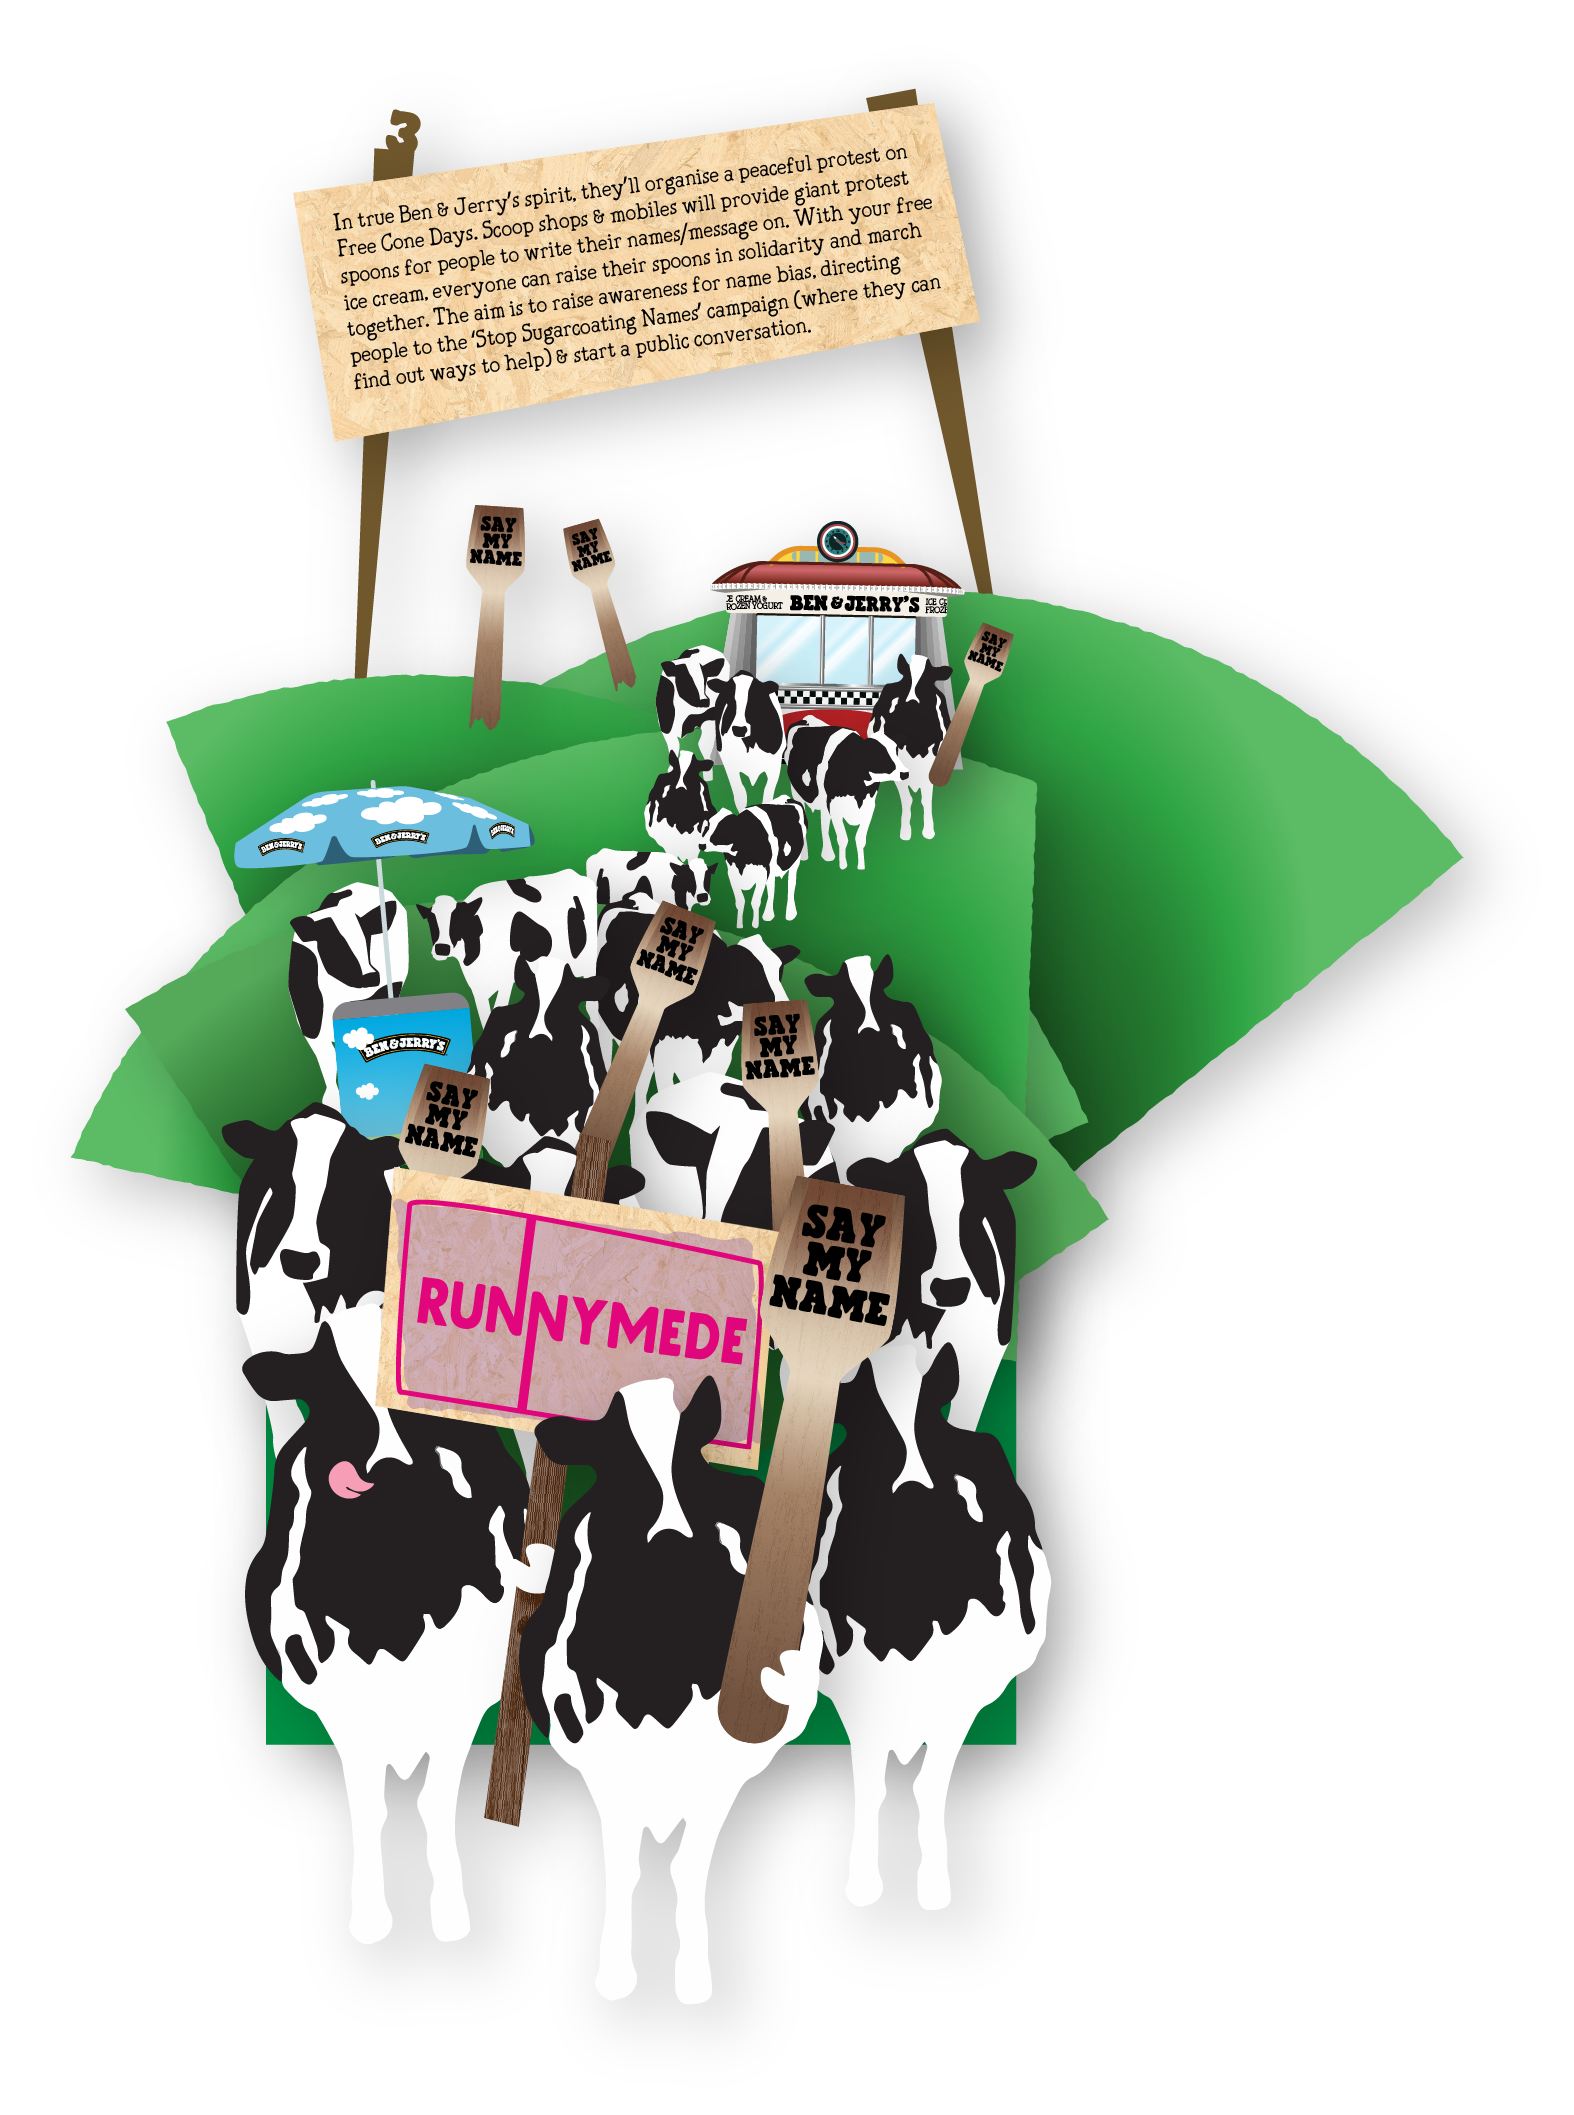 3
In true Ben & Jerry's spirit, they'll organise a peaceful protest on
Free Cone Days. Scoop shops & mobiles will provide giant protest
spoons for people to write their names/message on. With your free
ice cream, everyone can raise their spoons in solidarity and march
together. The aim is to raise awareness for name bias, directing
people to the 'Stop Sugarcoating Names' campaign (where they can
find out ways to help) & start a public conversation.
SAY
MY
NAME
SAY
MY
NAME
BEN & JERRY'S
SAY
MY
NAME
BEN & JERRY'S
BEN & JERRY'S
BEN & JERRY'S
SAY
MY
NAME
SAY
MY
NAME
BEN & JERRY'S
SAY
MY
NAME
SAY
MY
NAME
RUNNYMEDE